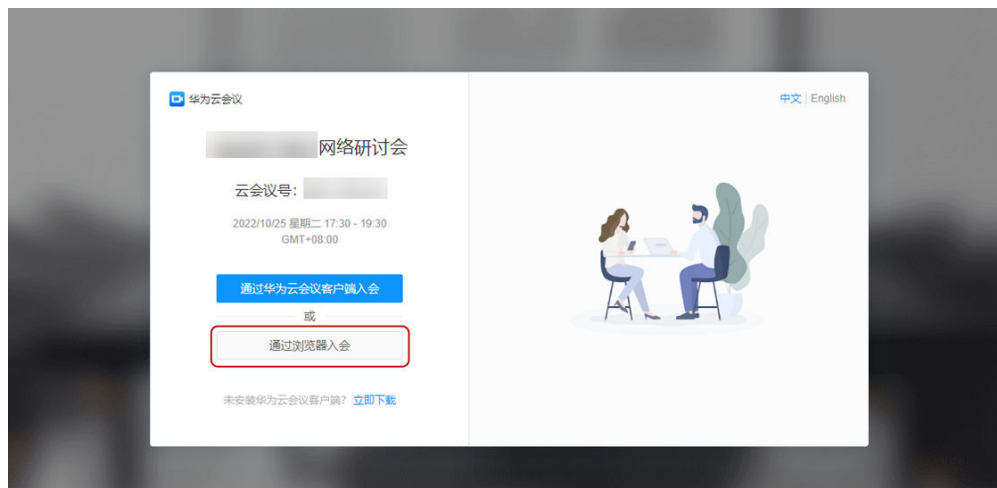 华为云会议
中文 | English
网络研讨会
云会议号：
2022/10/25 星期二 17:30 - 19:30
GMT+08:00
通过华为云会议客户端入会
或
通过浏览器入会
未安装华为云会议客户端？ 立即下载